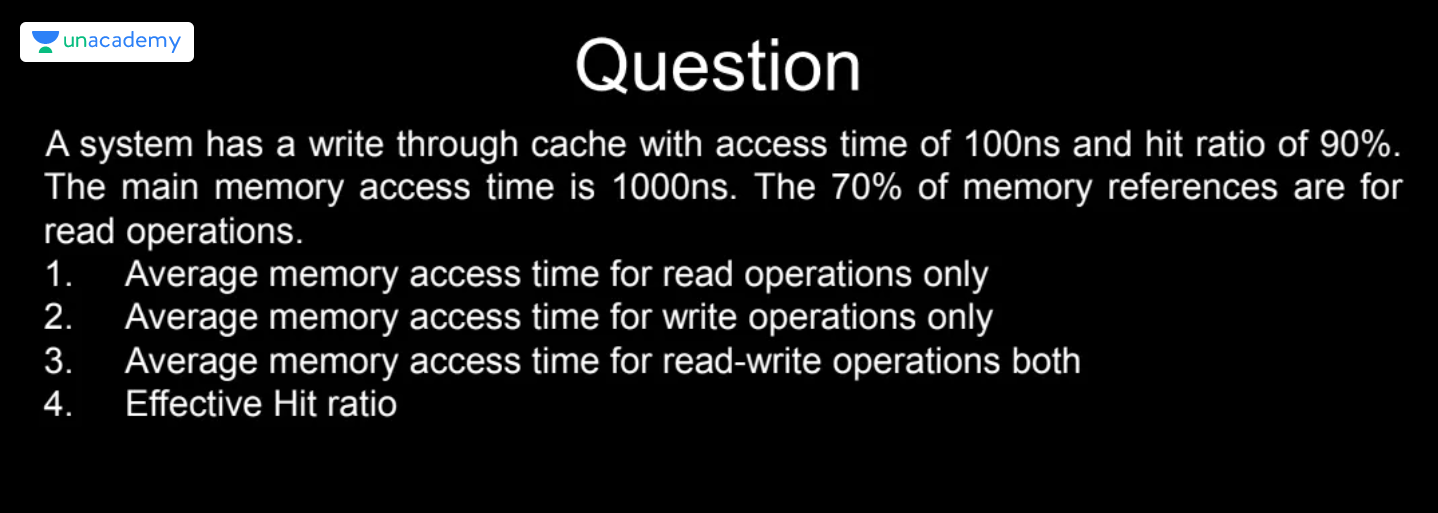 unacademy
Question
A system has a write through cache with access time of 100ns and hit ratio of 90%.
The main memory access time is 1000ns. The 70% of memory references are for
read operations.
1. Average memory access time for read operations only
2. Average memory access time for write operations only
3. Average memory access time for read-write operations both
4. Effective Hit ratio